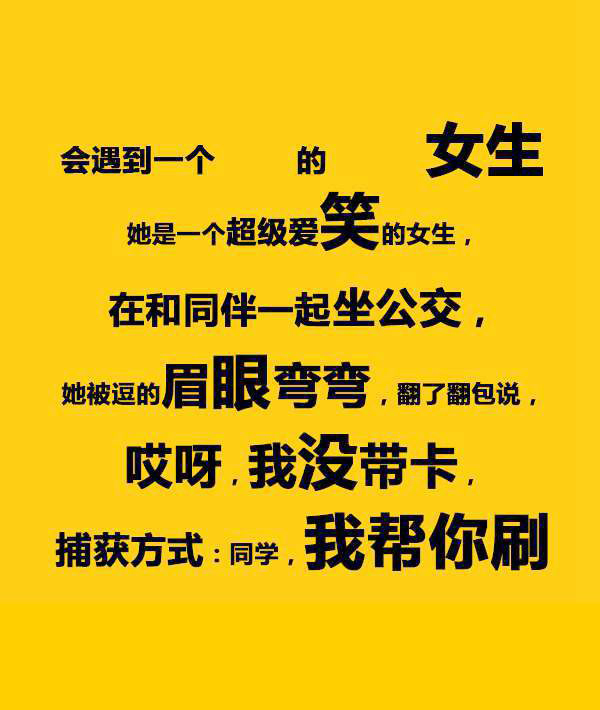 会遇到一个 的 女生
她是一个超级爱笑的女生，
在和同伴一起坐公交，
她被逗的眉眼弯弯，翻了翻包说，
哎呀，我没带卡，
捕获方式：同学，我帮你刷